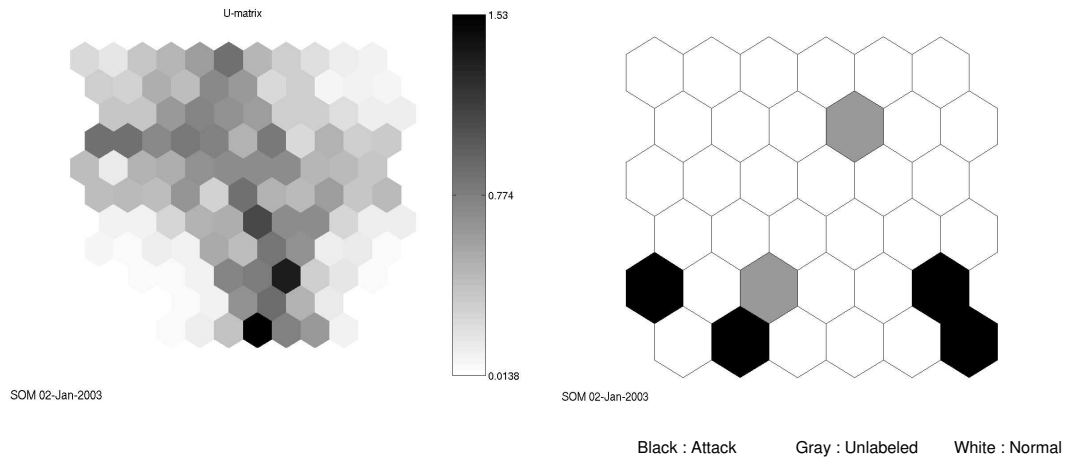 U-matrix
1.53
0.774
0.0138
SOM 02-Jan-2003
SOM 02-Jan-2003
Black : Attack Gray : Unlabeled White : Normal